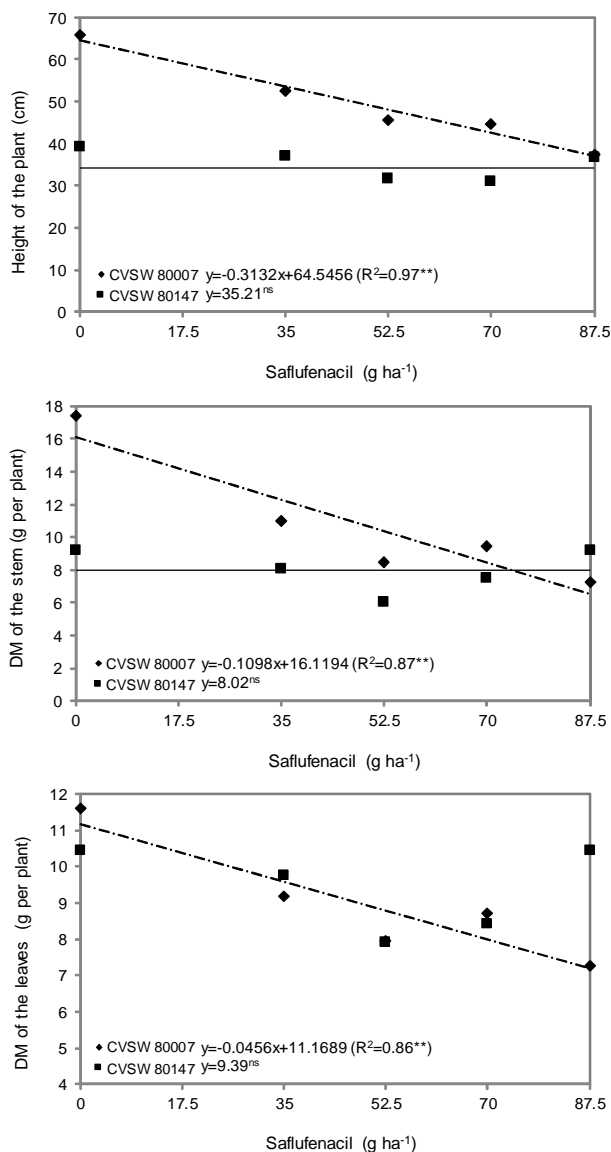 70
60
50
40
30
20
10
0
Height of the plant (cm)
CVSW 80007 y=-0.3132x+64.5456 (R²=0.97**)
CVSW 80147 y=35.21ⁿˢ
0 17.5 35 52.5 70 87.5
Saflufenacil (g ha⁻¹)
18
16
14
12
10
8
6
4
2
0
DM of the stem (g per plant)
CVSW 80007 y=-0.1098x+16.1194 (R²=0.87**)
CVSW 80147 y=8.02ⁿˢ
0 17.5 35 52.5 70 87.5
Saflufenacil (g ha⁻¹)
12
11
10
9
8
7
6
5
4
DM of the leaves (g per plant)
CVSW 80007 y=-0.0456x+11.1689 (R²=0.86**)
CVSW 80147 y=9.39ⁿˢ
0 17.5 35 52.5 70 87.5
Saflufenacil (g ha⁻¹)